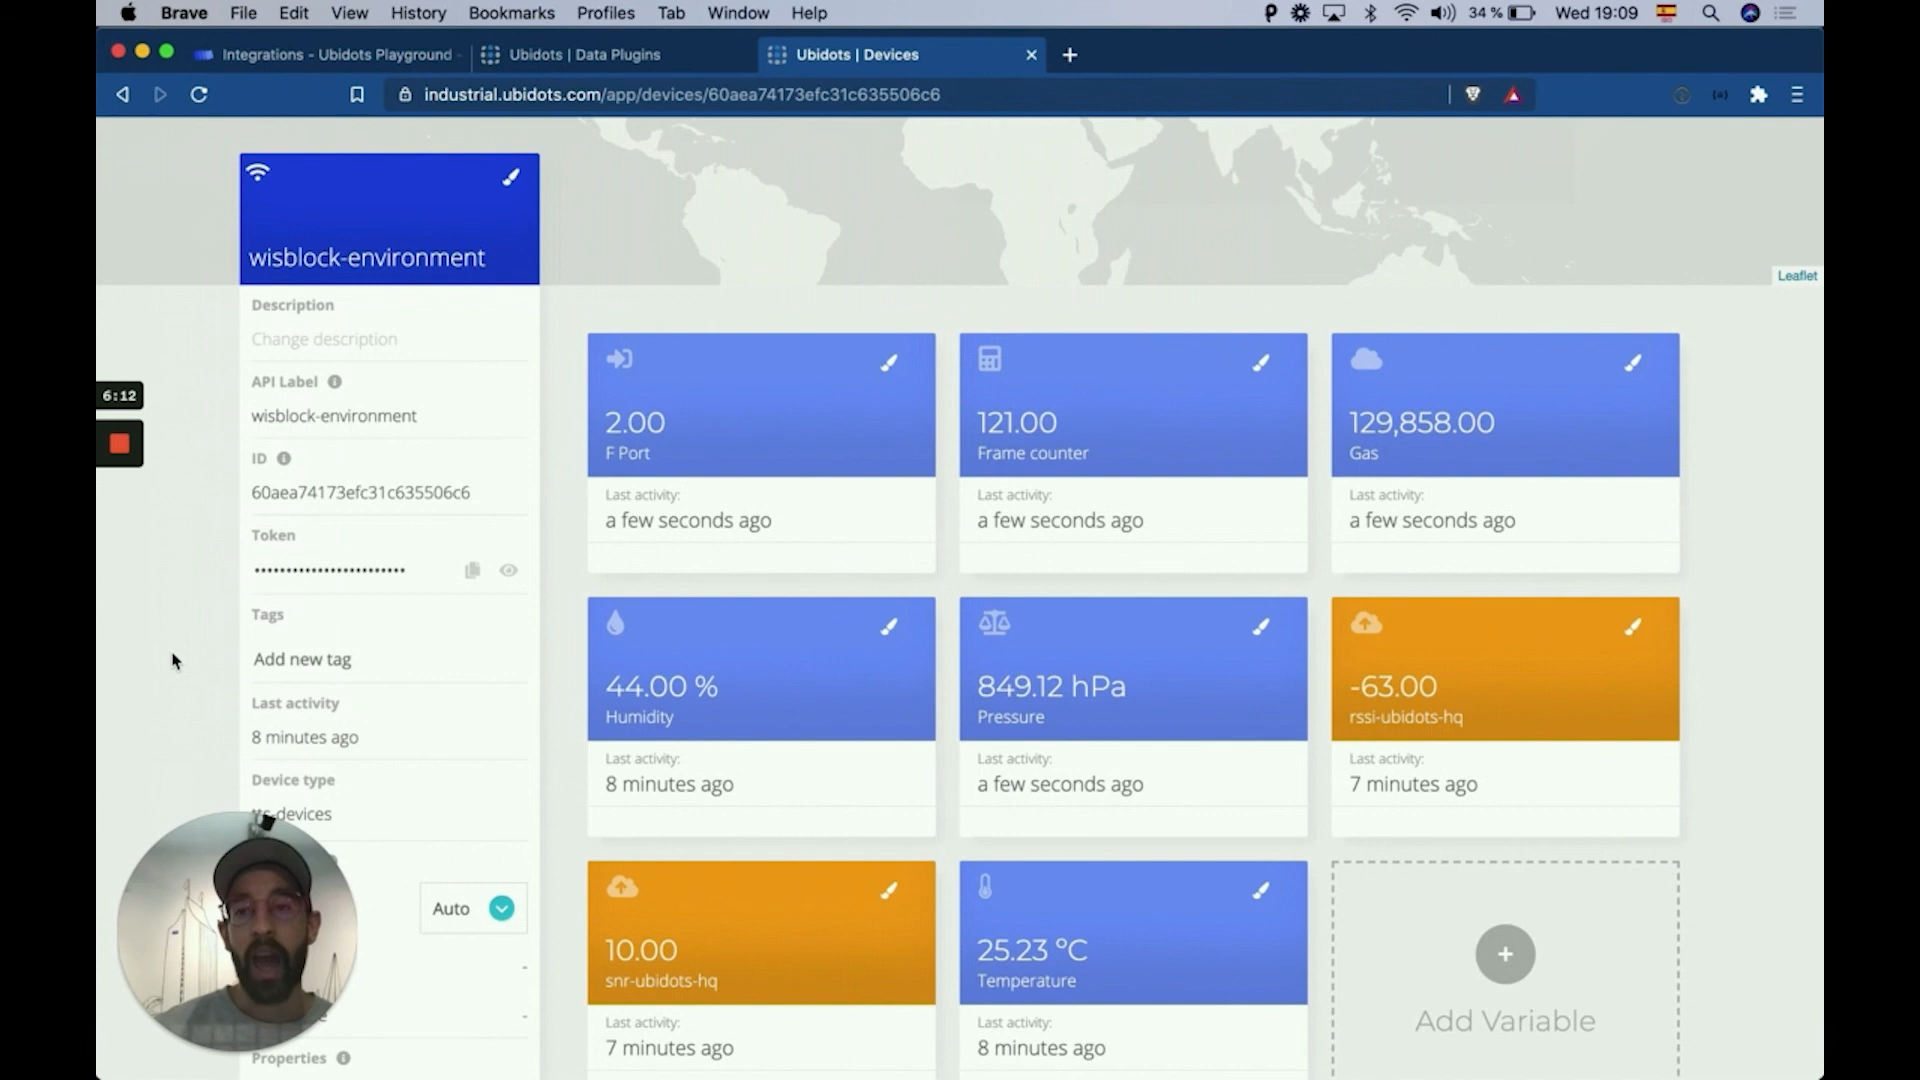 Brave File Edit View History Bookmarks Profiles Tab Window Help 34 % Wed 19:09
Integrations - Ubidots Playground Ubidots | Data Plugins Ubidots | Devices
industrial.ubidots.com/app/devices/60aea74173efc31c635506c6
wisblock-environment
Leaflet
Description
Change description
API Label
wisblock-environment
ID
60aea74173efc31c635506c6
Token
Tags
Add new tag
Last activity
8 minutes ago
Device type
-devices
Auto
Properties
6:12
2.00
F Port
Last activity:
a few seconds ago
121.00
Frame counter
Last activity:
a few seconds ago
129,858.00
Gas
Last activity:
a few seconds ago
44.00 %
Humidity
Last activity:
8 minutes ago
849.12 hPa
Pressure
Last activity:
a few seconds ago
-63.00
rssi-ubidots-hq
Last activity:
7 minutes ago
10.00
snr-ubidots-hq
Last activity:
7 minutes ago
25.23 ºC
Temperature
Last activity:
8 minutes ago
Add Variable